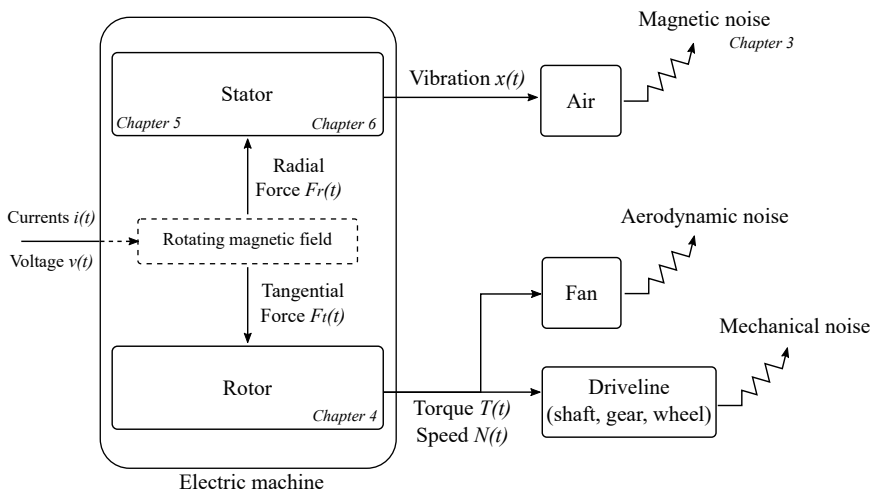 Magnetic noise
Chapter 3
Stator
Chapter 5
Chapter 6
Vibration x(t)
Air
Radial
Force Fr(t)
Currents i(t)
Voltage v(t)
Rotating magnetic field
Aerodynamic noise
Tangential
Force Ft(t)
Fan
Mechanical noise
Rotor
Chapter 4
Torque T(t)
Speed N(t)
Driveline
(shaft, gear, wheel)
Electric machine